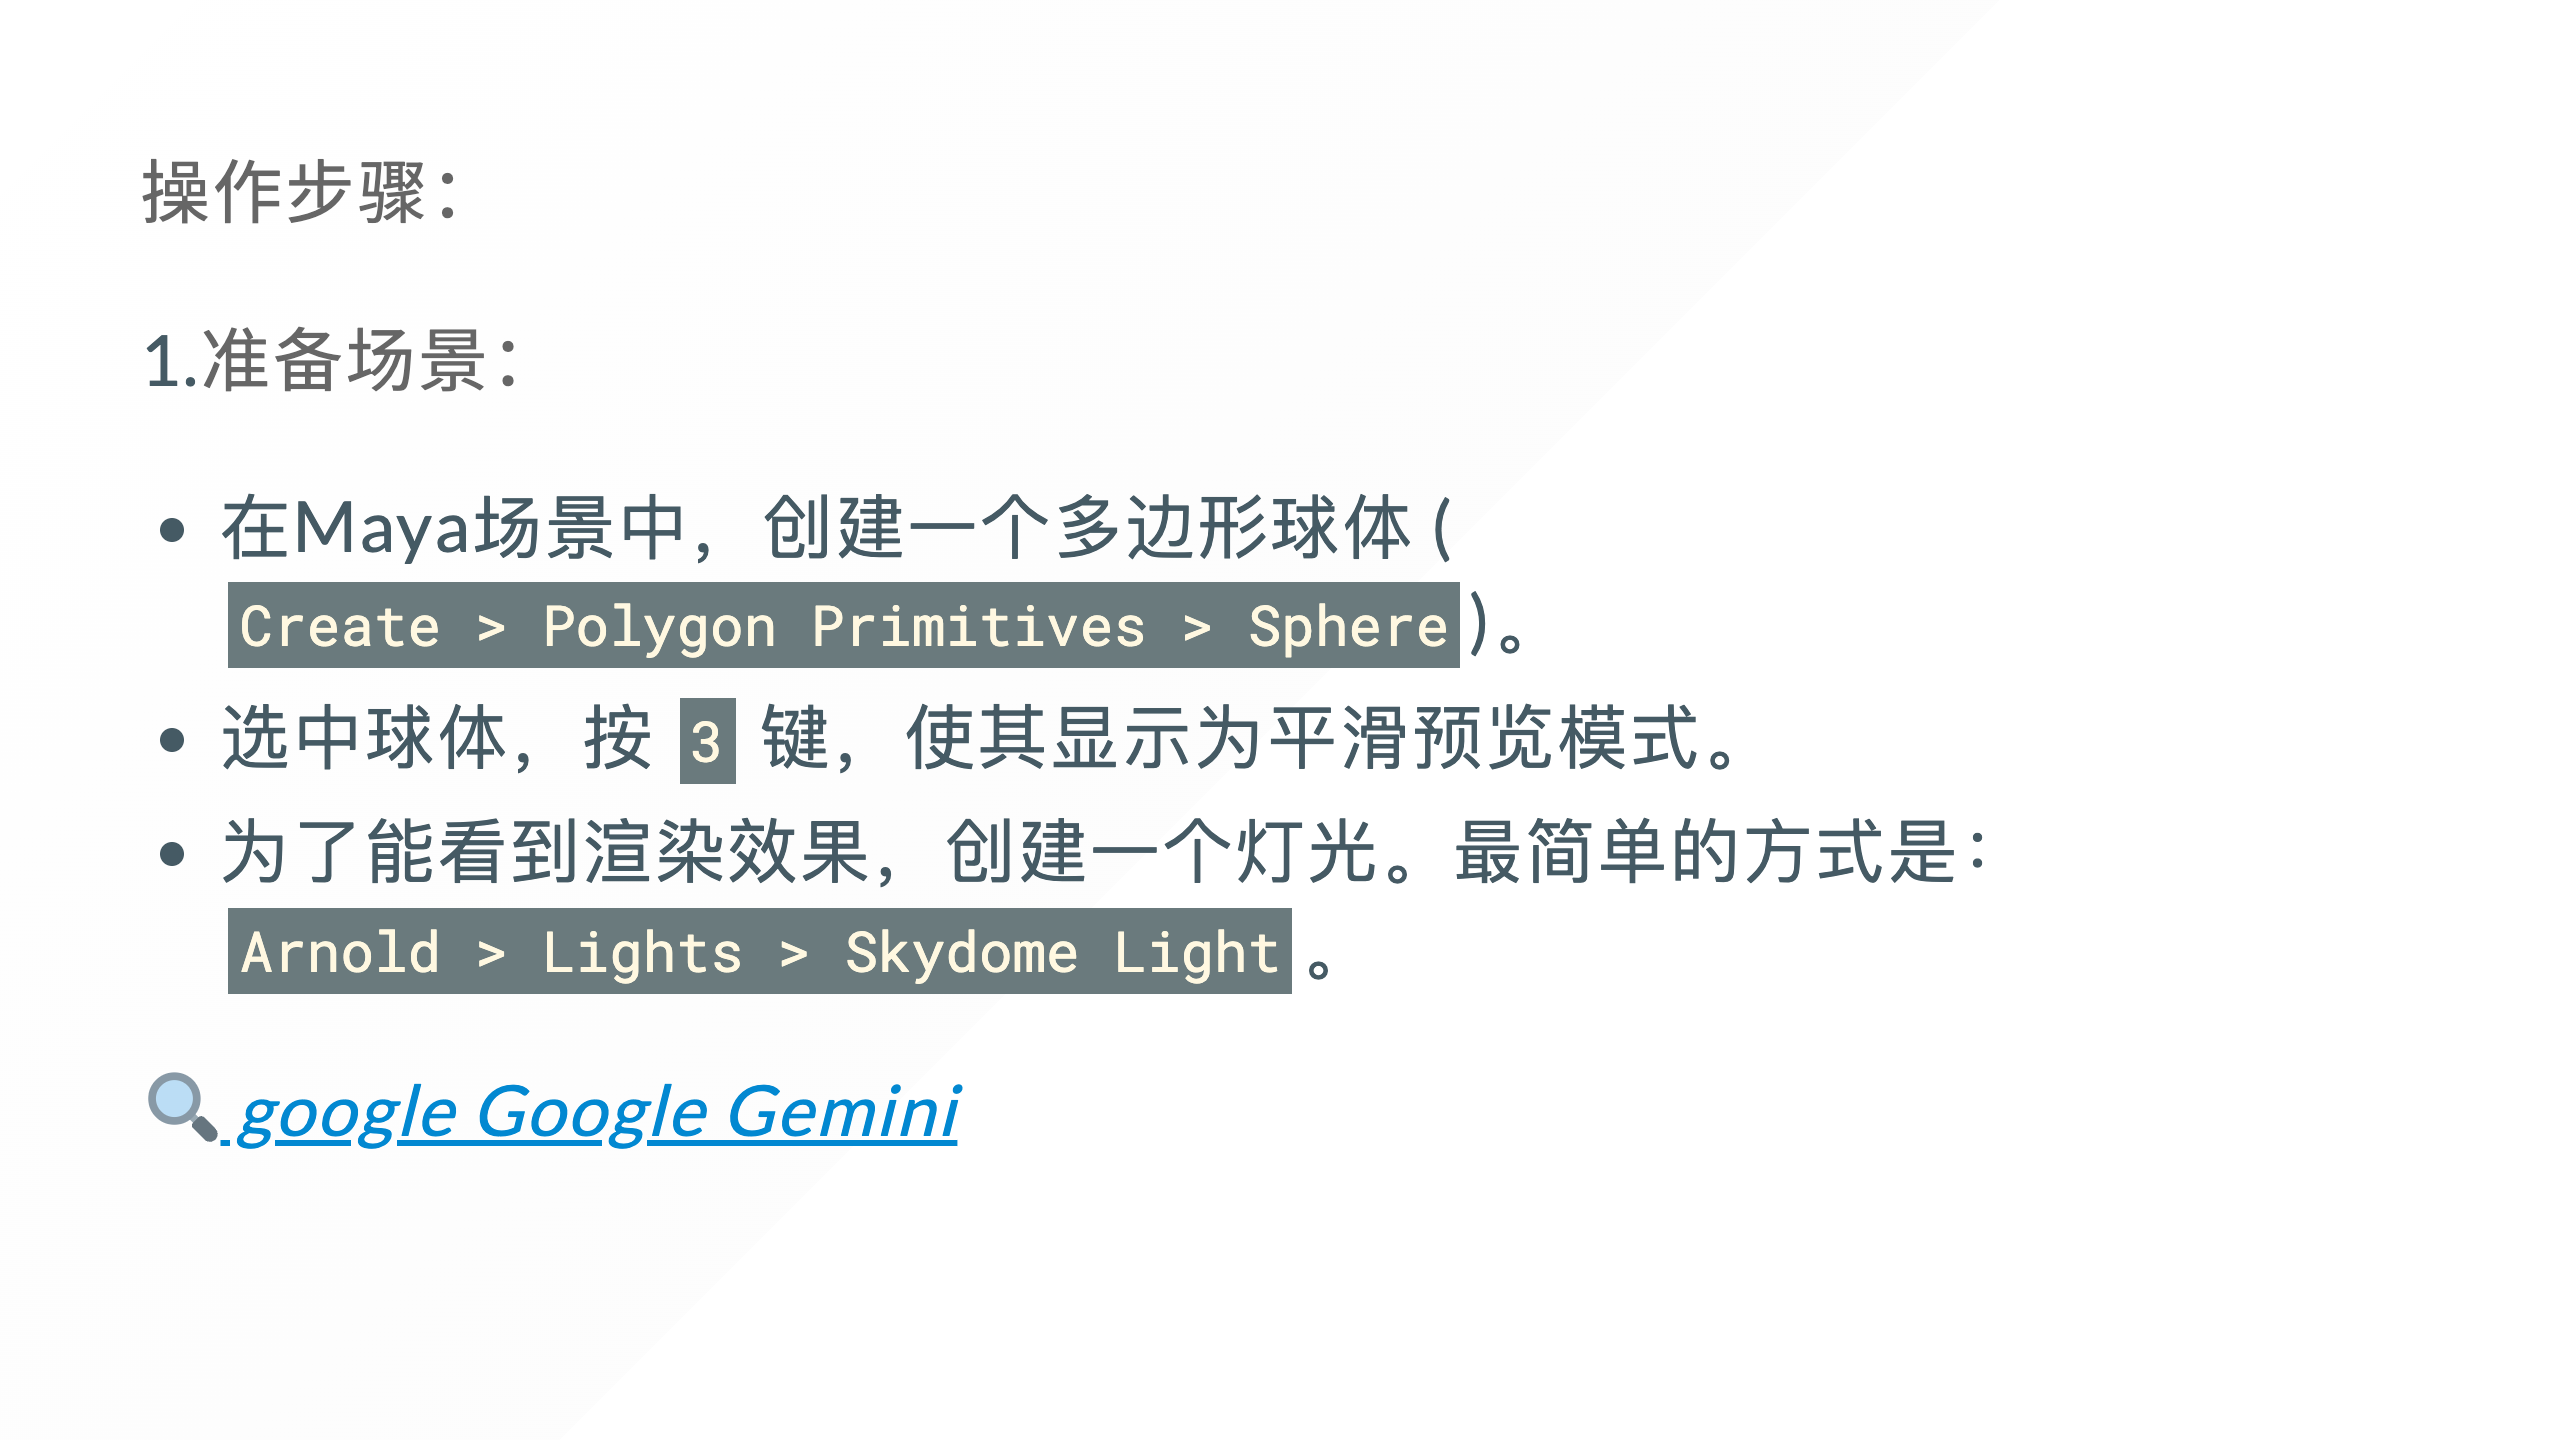 操作步骤：
1.准备场景：
• 在Maya场景中，创建一个多边形球体 (
Create > Polygon Primitives > Sphere)。
• 选中球体，按 3 键，使其显示为平滑预览模式。
• 为了能看到渲染效果，创建一个灯光。最简单的方式是：
Arnold > Lights > Skydome Light。
🔍 google Google Gemini